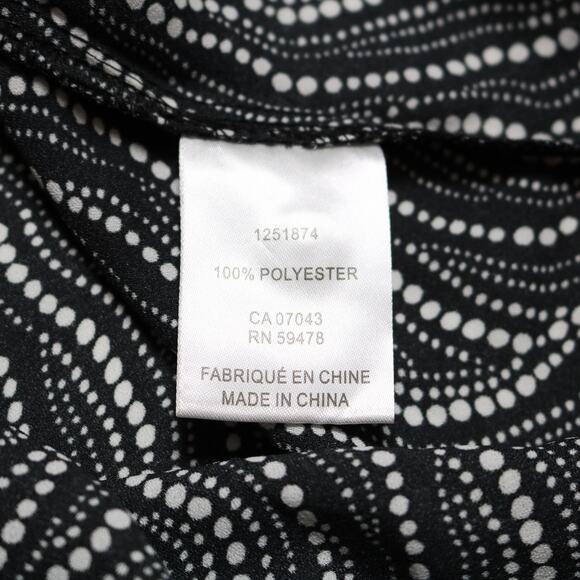 1251874
100% POLYESTER
CA 07043
RN 59478
FABRIQUÉ EN CHINE
MADE IN CHINA